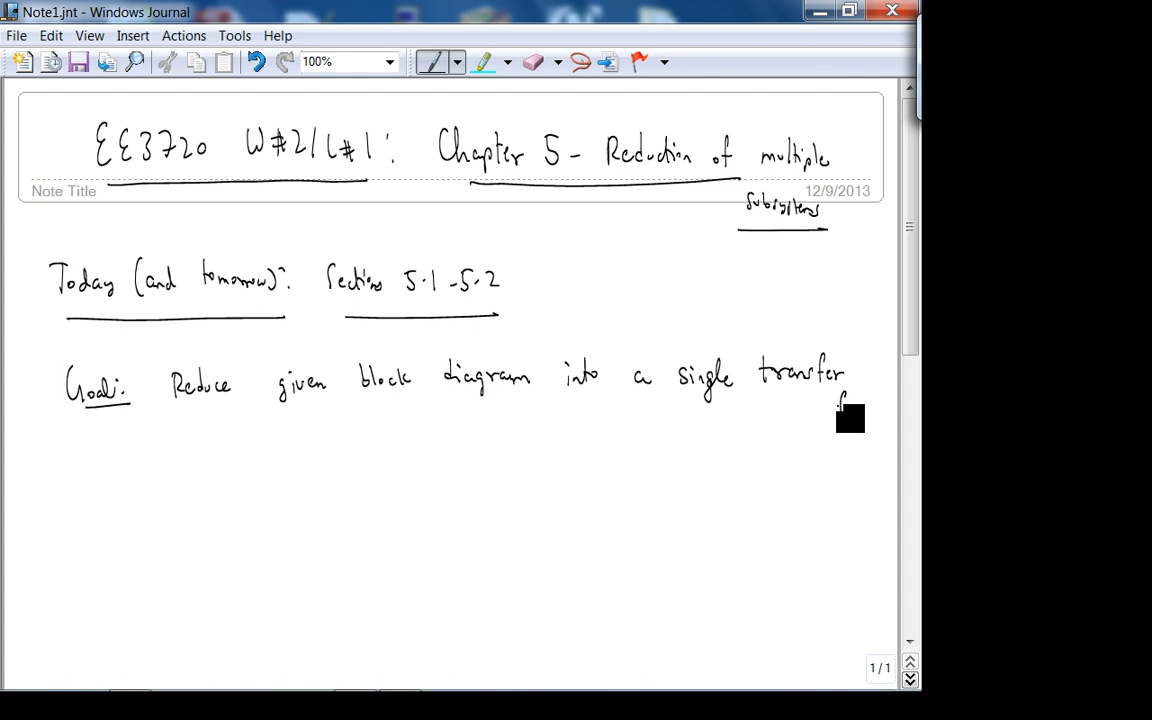 Note1.jnt - Windows Journal
File Edit View Insert Actions Tools Help
100%
EE3720 W#2/L#1: Chapter 5 - Reduction of multiple
subsystems
Note Title
12/9/2013
Today (and tomorrow): Sections 5.1 - 5.2
Goal: Reduce given block diagram into a single transfer
f
1/1